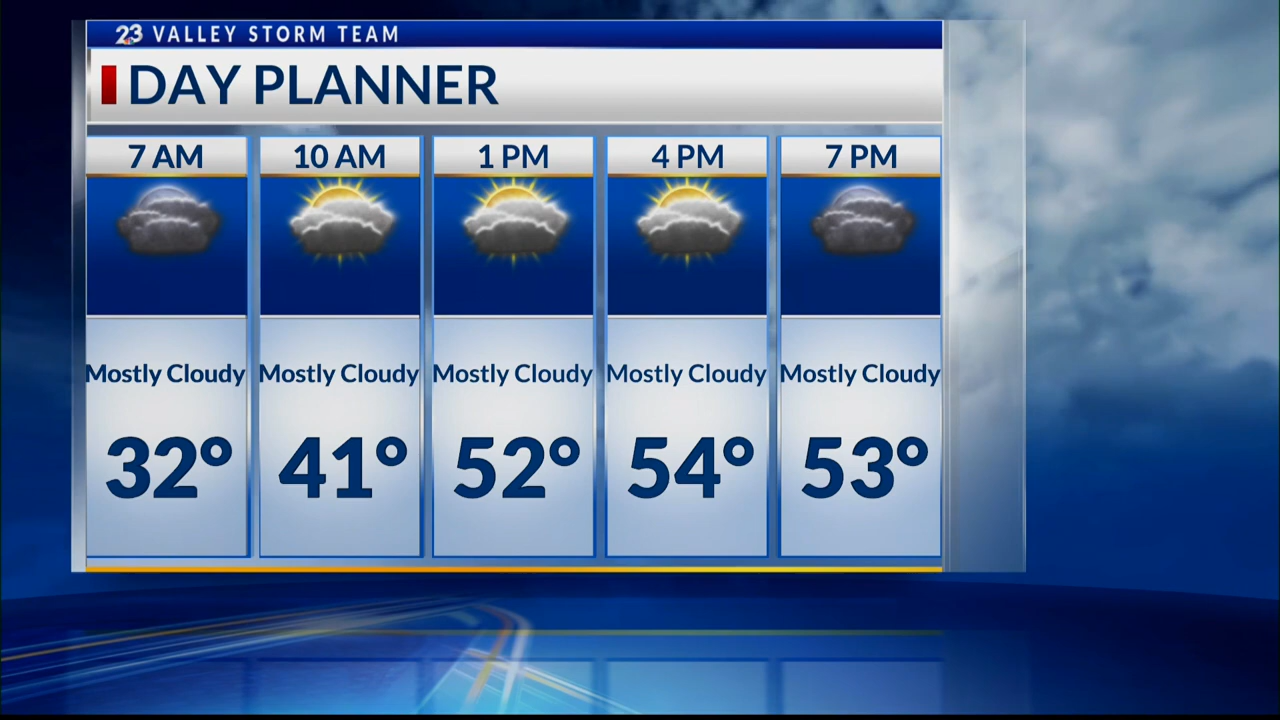 23 VALLEY STORM TEAM
DAY PLANNER
7 AM 10 AM 1 PM 4 PM 7 PM
Mostly Cloudy Mostly Cloudy Mostly Cloudy Mostly Cloudy Mostly Cloudy
32° 41° 52° 54° 53°